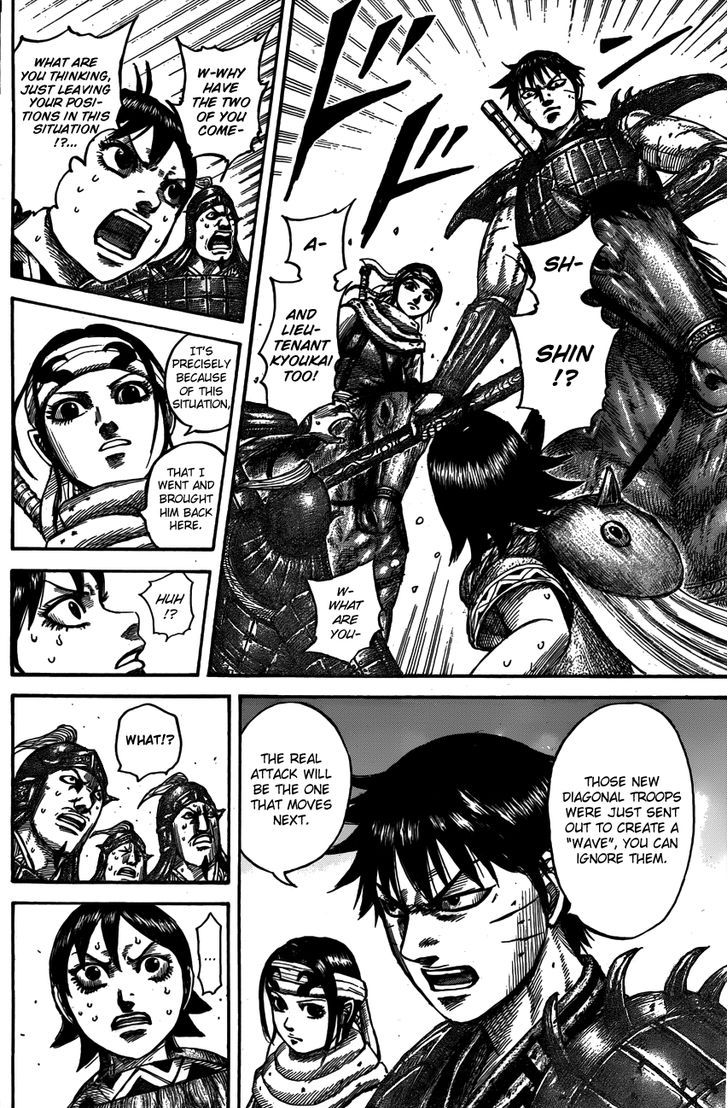 ドドッ
SH-
SHIN!?
A-
AND
LIEU-
TENANT
KYOUKAI
TOO!
W-
WHAT
ARE
YOU-
W-WHY
HAVE
THE TWO
OF YOU
COME-
WHAT ARE
YOU THINKING,
JUST LEAVING
YOUR POSI-
TIONS IN THIS
SITUATION
!?...
IT'S
PRECISELY
BECAUSE
OF THIS
SITUATION,
THAT I
WENT AND
BROUGHT
HIM BACK
HERE.
HUH
!?
THOSE NEW
DIAGONAL TROOPS
WERE JUST SENT
OUT TO CREATE A
"WAVE", YOU CAN
IGNORE THEM.
THE REAL
ATTACK WILL
BE THE ONE
THAT MOVES
NEXT.
WHAT!?
...